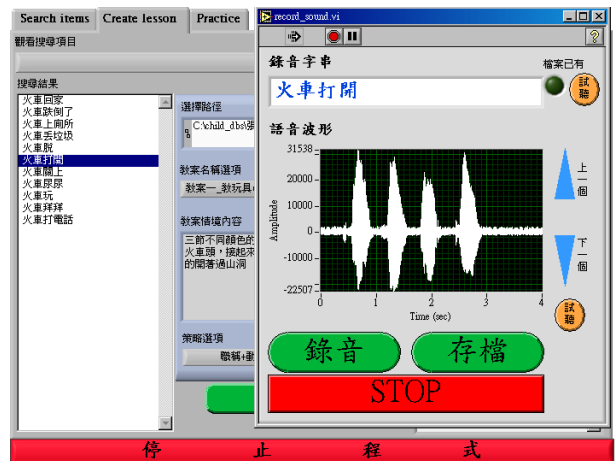 Search items
Create lesson
Practice
觀看搜尋項目
搜尋結果
火車回家
火車跌倒了
火車上廁所
火車丟垃圾
火車脫
火車打開
火車關上
火車尿尿
火車玩
火車拜拜
火車打電話
選擇路徑
C:\child_dbs\張
教案名稱選項
教案一_教玩具
教案情境內容
三節不同顏色的
火車頭，接起來
的開著過山洞
策略選項
職稱+動
record_sound.vi
錄音字串
檔案已有
火車打開
試聽
語音波形
31538
20000
10000
0
-10000
-22507
Amplitude
0 1 2 3 4
Time (sec)
上一個
下一個
試聽
錄音
存檔
STOP
停止程式